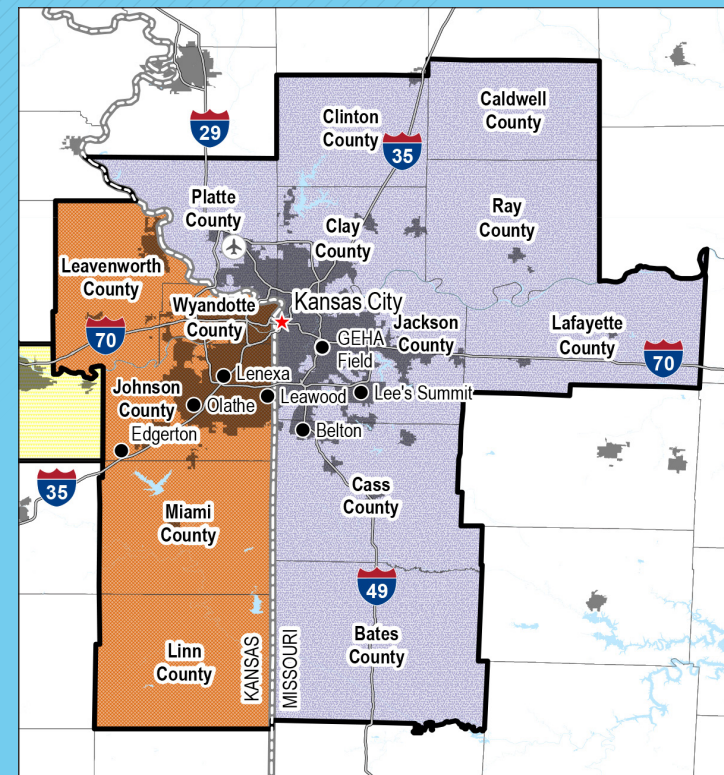 Clinton
County
Caldwell
County
29
35
Platte
County
Ray
County
Clay
County
Leavenworth
County
Wyandotte
County
Kansas City
70
GEHA
Field
Jackson
County
Lafayette
County
70
Johnson
County
Lenexa
Olathe
Leawood
Lee's Summit
Edgerton
Belton
35
Cass
County
Miami
County
49
Linn
County
KANSAS
MISSOURI
Bates
County